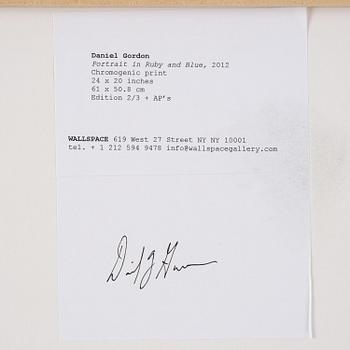 Daniel Gordon
Portrait in Ruby and Blue, 2012
Chromogenic print
24 x 20 inches
61 x 50.8 cm
Edition 2/3 + AP's
WALLSPACE 619 West 27 Street NY NY 10001
tel. + 1 212 594 9478 info@wallspacegallery.com